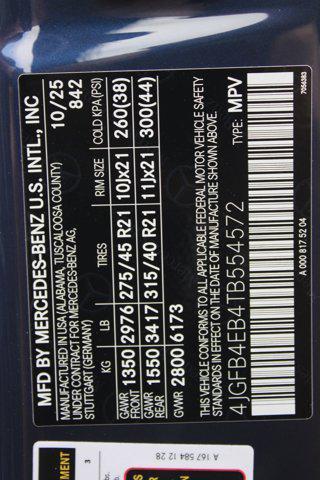 MFD BY MERCEDES-BENZ U.S. INTL., INC
MANUFACTURED IN USA (ALABAMA, TUSCALOOSA COUNTY) 10/25
UNDER CONTRACT FOR MERCEDES-BENZ AG, 842
STUTTGART (GERMANY)
KG LB TIRES RIM SIZE COLD KPA (PSI)
GAWR FRONT 1350 2976 275/45 R21 10Jx21 260(38)
GAWR REAR 1550 3417 315/40 R21 11Jx21 300(44)
GVWR 2800 6173
THIS VEHICLE CONFORMS TO ALL APPLICABLE FEDERAL MOTOR VEHICLE SAFETY
STANDARDS IN EFFECT ON THE DATE OF MANUFACTURE SHOWN ABOVE.
4JGFB4EB4TB554572 TYPE: MPV
A 000 817 52 04
7056383
MENT
3
A 167 584 12 28